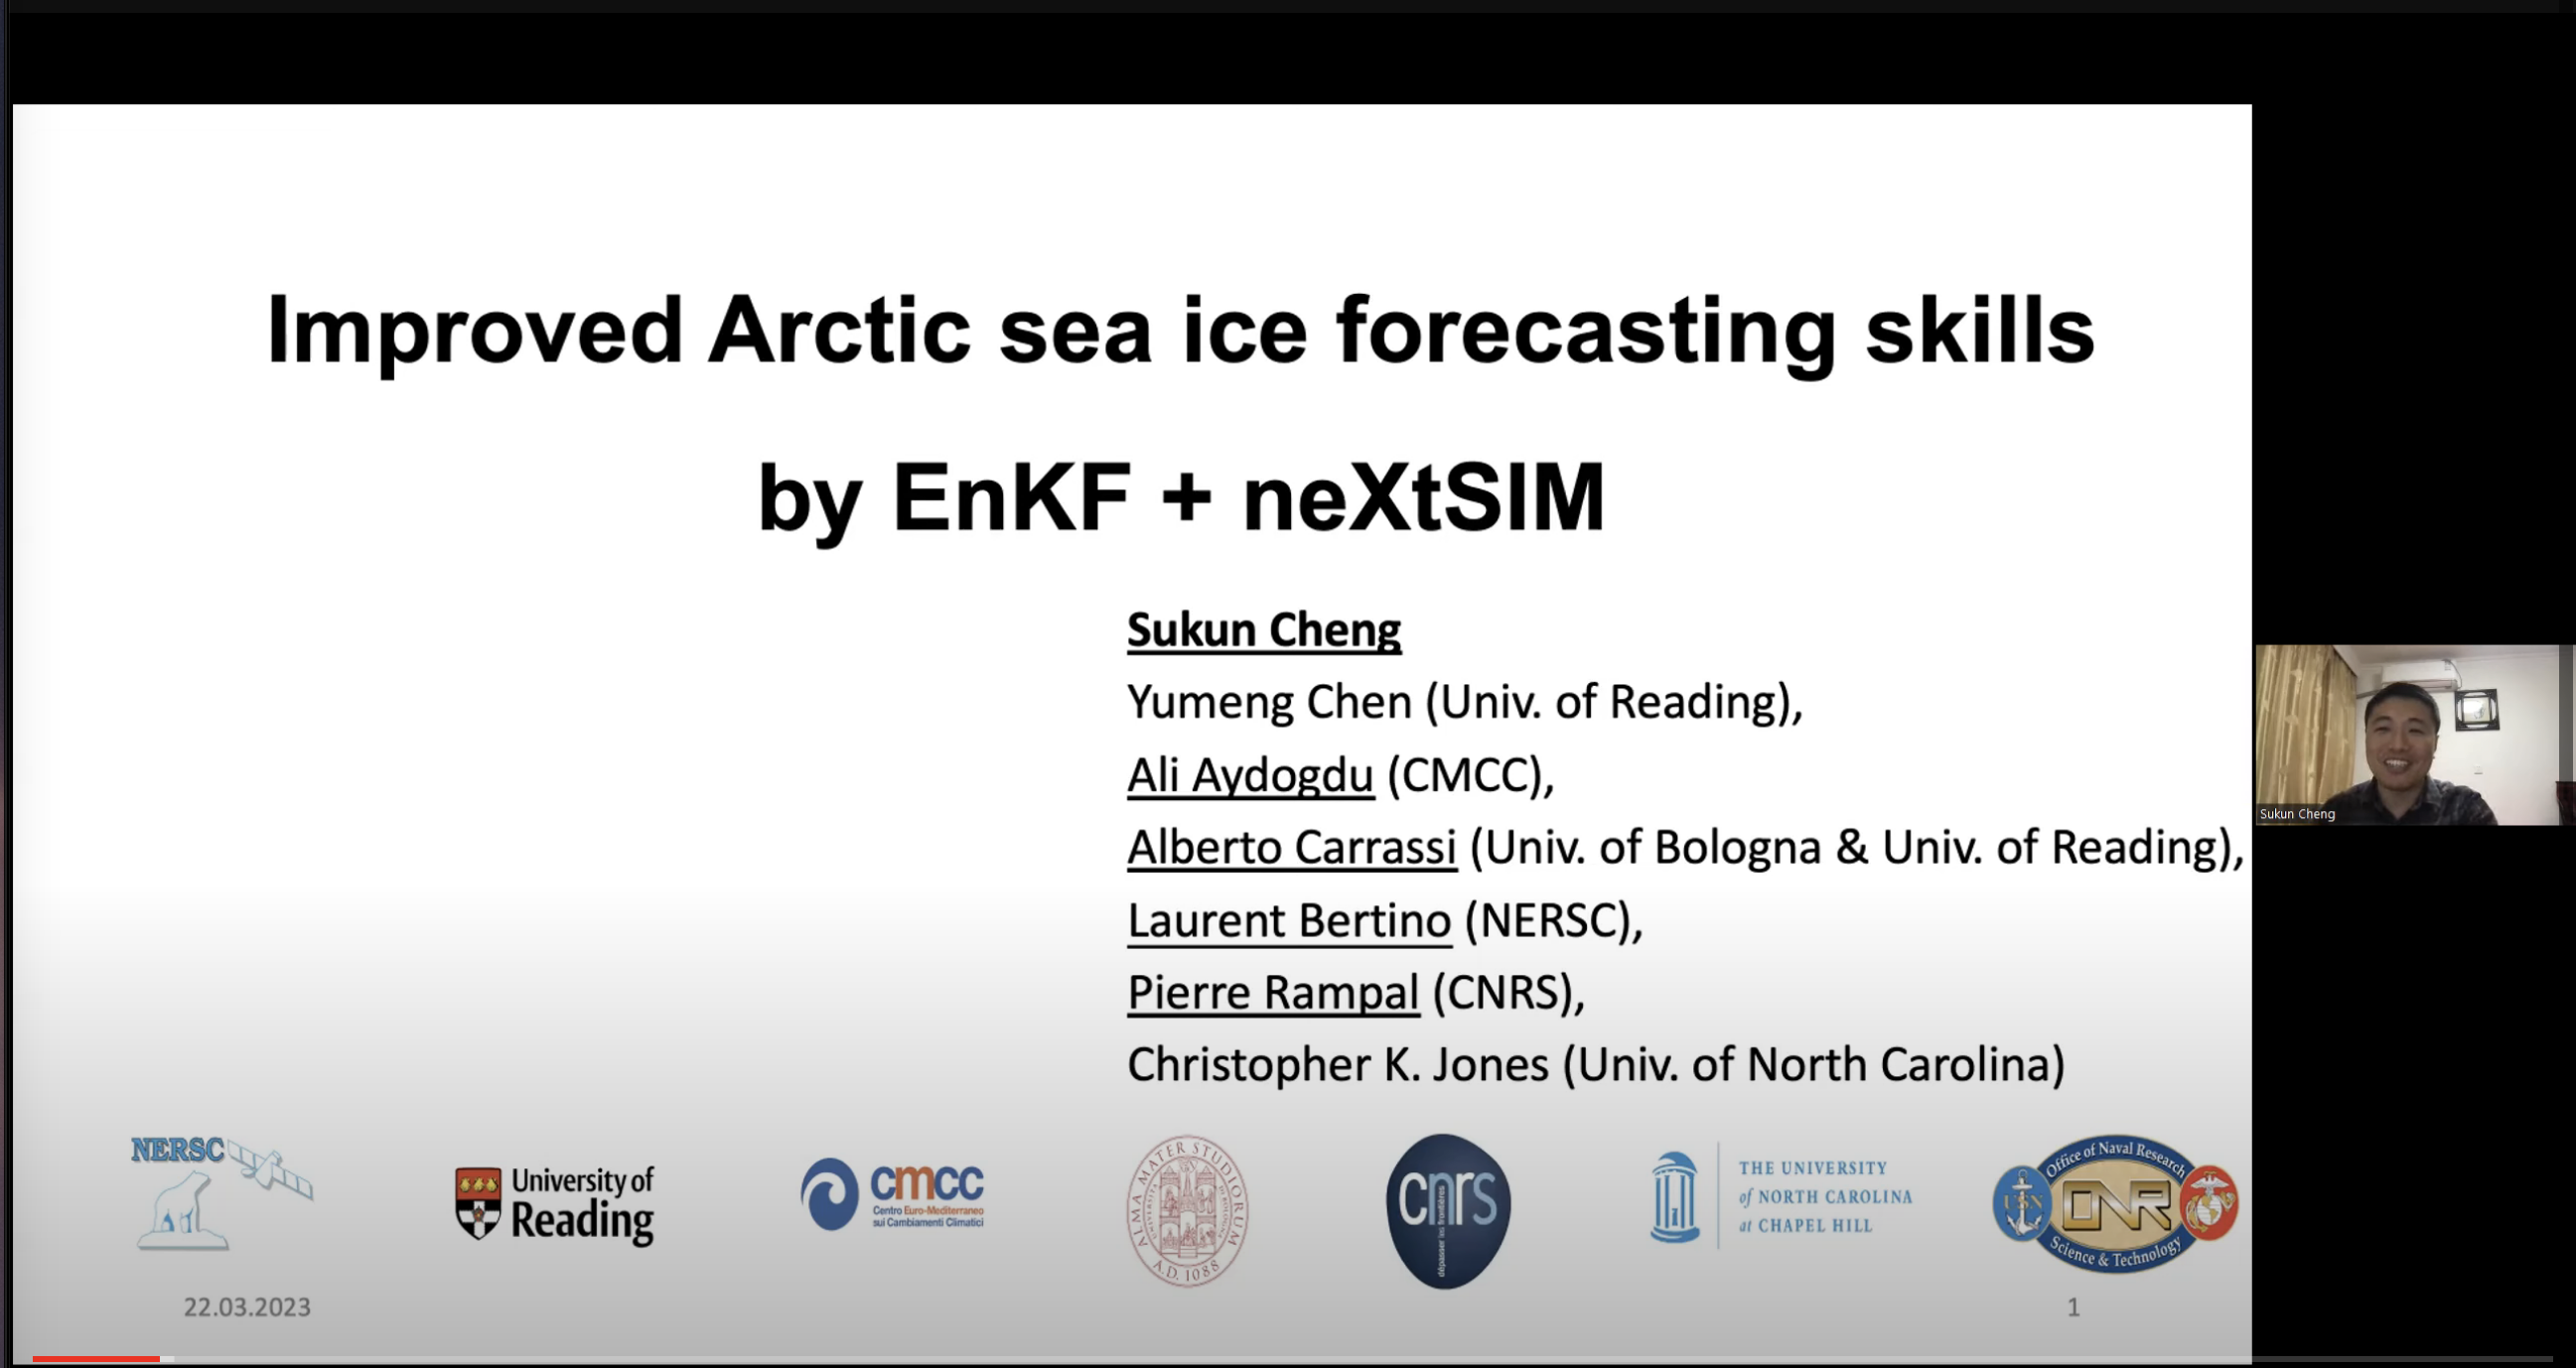 Improved Arctic sea ice forecasting skills
by EnKF + neXtSIM
Sukun Cheng
Yumeng Chen (Univ. of Reading),
Ali Aydogdu (CMCC),
Alberto Carrassi (Univ. of Bologna & Univ. of Reading),
Laurent Bertino (NERSC),
Pierre Rampal (CNRS),
Christopher K. Jones (Univ. of North Carolina)
Sukun Cheng
NERSC
University of
Reading
cmcc
Centro Euro-Mediterraneo
sui Cambiamenti Climatici
ALMA MATER STUDIORUM
A.D. 1088
cnrs
dépasser les frontières
THE UNIVERSITY
of NORTH CAROLINA
at CHAPEL HILL
Office of Naval Research
USN
ONR
Science & Technology
22.03.2023
1